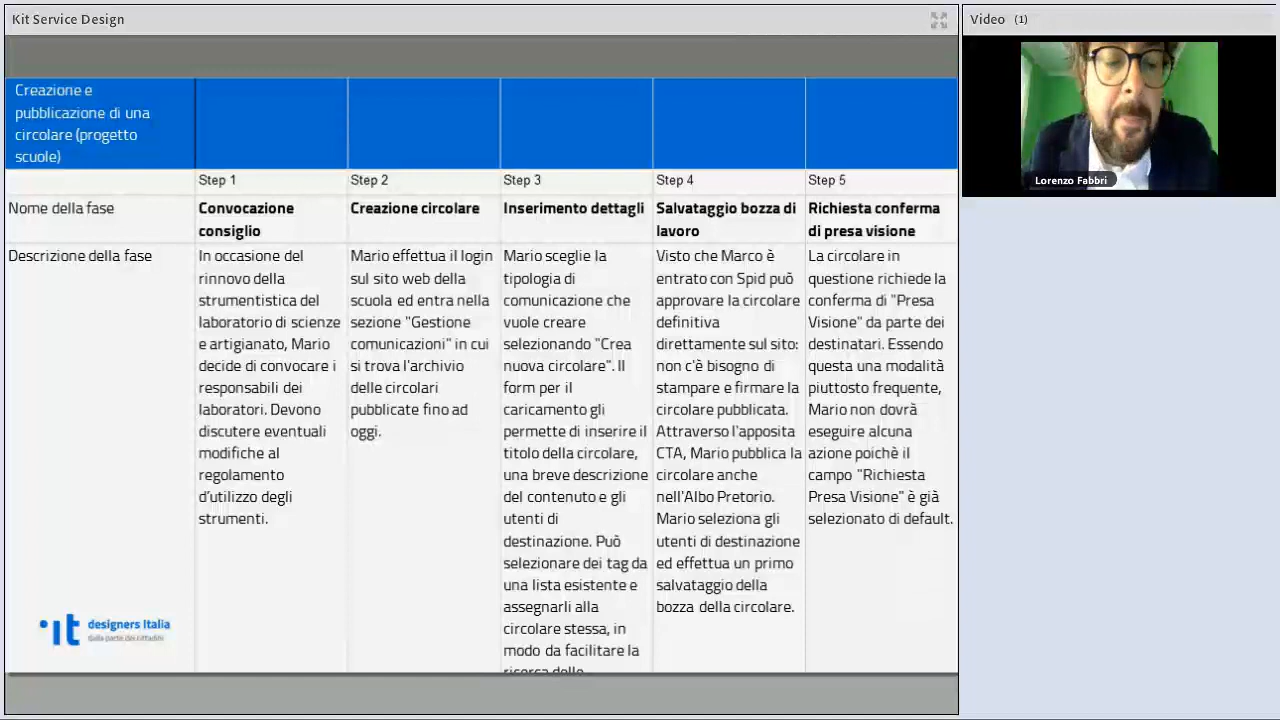 Kit Service Design
Video (1)
Lorenzo Fabbri
Creazione e
pubblicazione di una
circolare (progetto
scuole)
Step 1
Step 2
Step 3
Step 4
Step 5
Nome della fase
Convocazione
consiglio
Creazione circolare
Inserimento dettagli
Salvataggio bozza di
lavoro
Richiesta conferma
di presa visione
Descrizione della fase
In occasione del
rinnovo della
strumentistica del
laboratorio di scienze
e artigianato, Mario
decide di convocare i
responsabili dei
laboratori. Devono
discutere eventuali
modifiche al
regolamento
d'utilizzo degli
strumenti.
Mario effettua il login
sul sito web della
scuola ed entra nella
sezione "Gestione
comunicazioni" in cui
si trova l'archivio
delle circolari
pubblicate fino ad
oggi.
Mario sceglie la
tipologia di
comunicazione che
vuole creare
selezionando "Crea
nuova circolare". Il
form per il
caricamento gli
permette di inserire il
titolo della circolare,
una breve descrizione
del contenuto e gli
utenti di
destinazione. Può
selezionare dei tag da
una lista esistente e
assegnarli alla
circolare stessa, in
modo da facilitare la
ricerca delle
Visto che Marco è
entrato con Spid può
approvare la circolare
definitiva
direttamente sul sito:
non c'è bisogno di
stampare e firmare la
circolare pubblicata.
Attraverso l'apposita
CTA, Mario pubblica la
circolare anche
nell'Albo Pretorio.
Mario seleziona gli
utenti di destinazione
ed effettua un primo
salvataggio della
bozza della circolare.
La circolare in
questione richiede la
conferma di "Presa
Visione" da parte dei
destinatari. Essendo
questa una modalità
piuttosto frequente,
Mario non dovrà
eseguire alcuna
azione poichè il
campo "Richiesta
Presa Visione" è già
selezionato di default.
it designers Italia
dalla parte dei cittadini